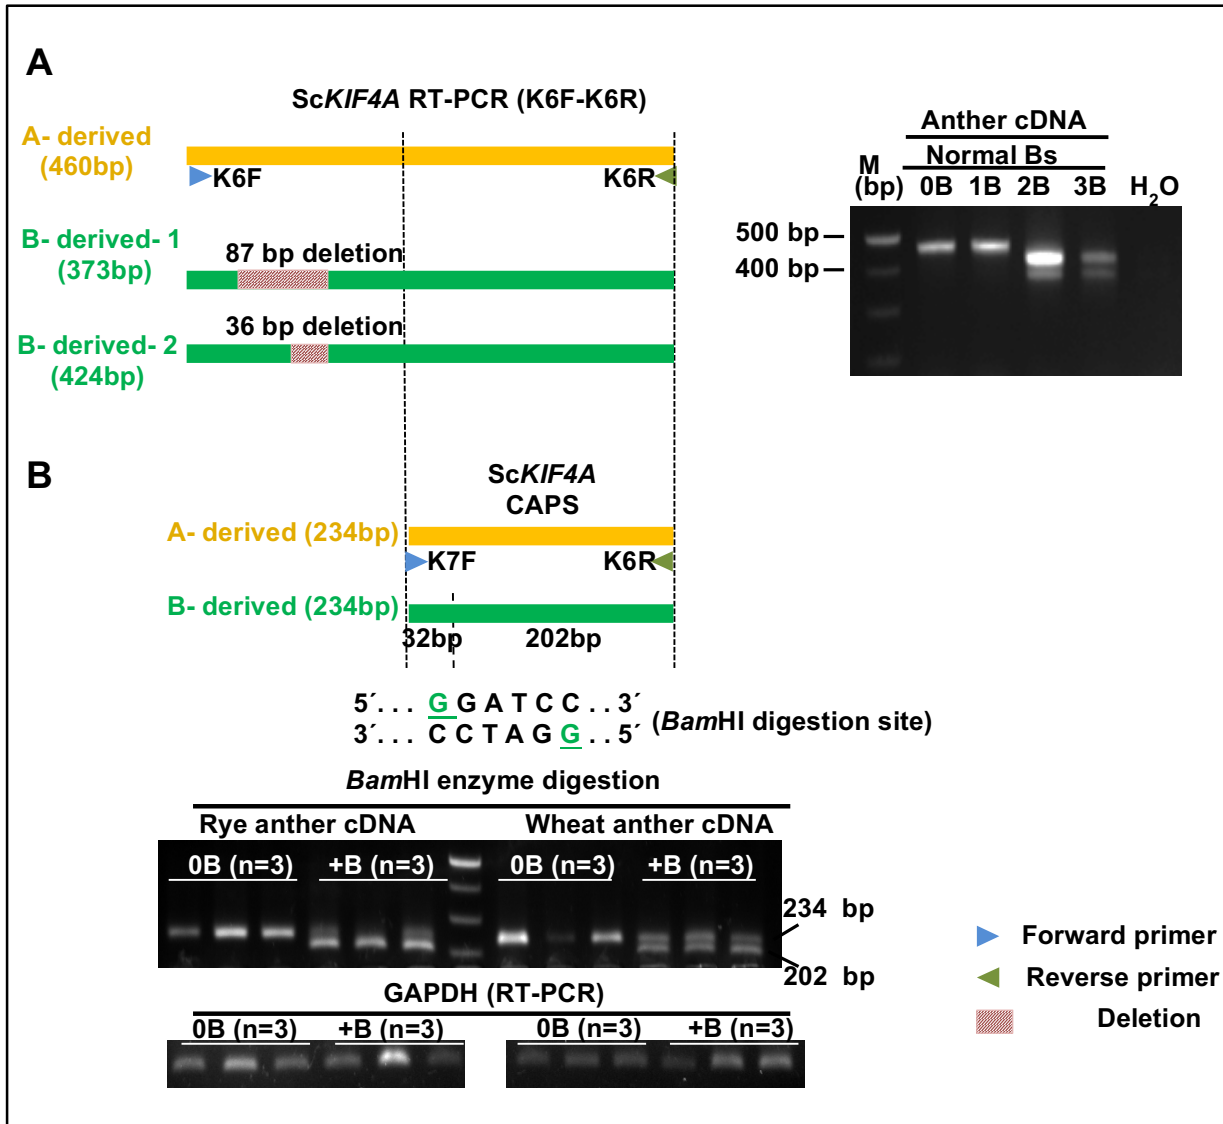 A
ScKIF4A RT-PCR (K6F-K6R)
A- derived
(460bp)
K6F
K6R
B- derived- 1
(373bp)
87 bp deletion
36 bp deletion
B- derived- 2
(424bp)
Anther cDNA
Normal Bs
M
(bp)
0B 1B 2B 3B H2O
500 bp
400 bp
B
ScKIF4A
CAPS
A- derived (234bp)
K7F
K6R
B- derived (234bp)
32bp
202bp
5´... G G A T C C . . 3´
3´... C C T A G G . . 5´
(BamHI digestion site)
BamHI enzyme digestion
Rye anther cDNA
Wheat anther cDNA
0B (n=3) +B (n=3) 0B (n=3) +B (n=3)
234 bp
202 bp
GAPDH (RT-PCR)
0B (n=3) +B (n=3) 0B (n=3) +B (n=3)
Forward primer
Reverse primer
Deletion